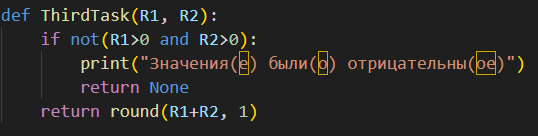 def ThirdTask(R1, R2):
    if not(R1>0 and R2>0):
        print("Значения(е) были(о) отрицательны(ое)")
        return None
    return round(R1+R2, 1)